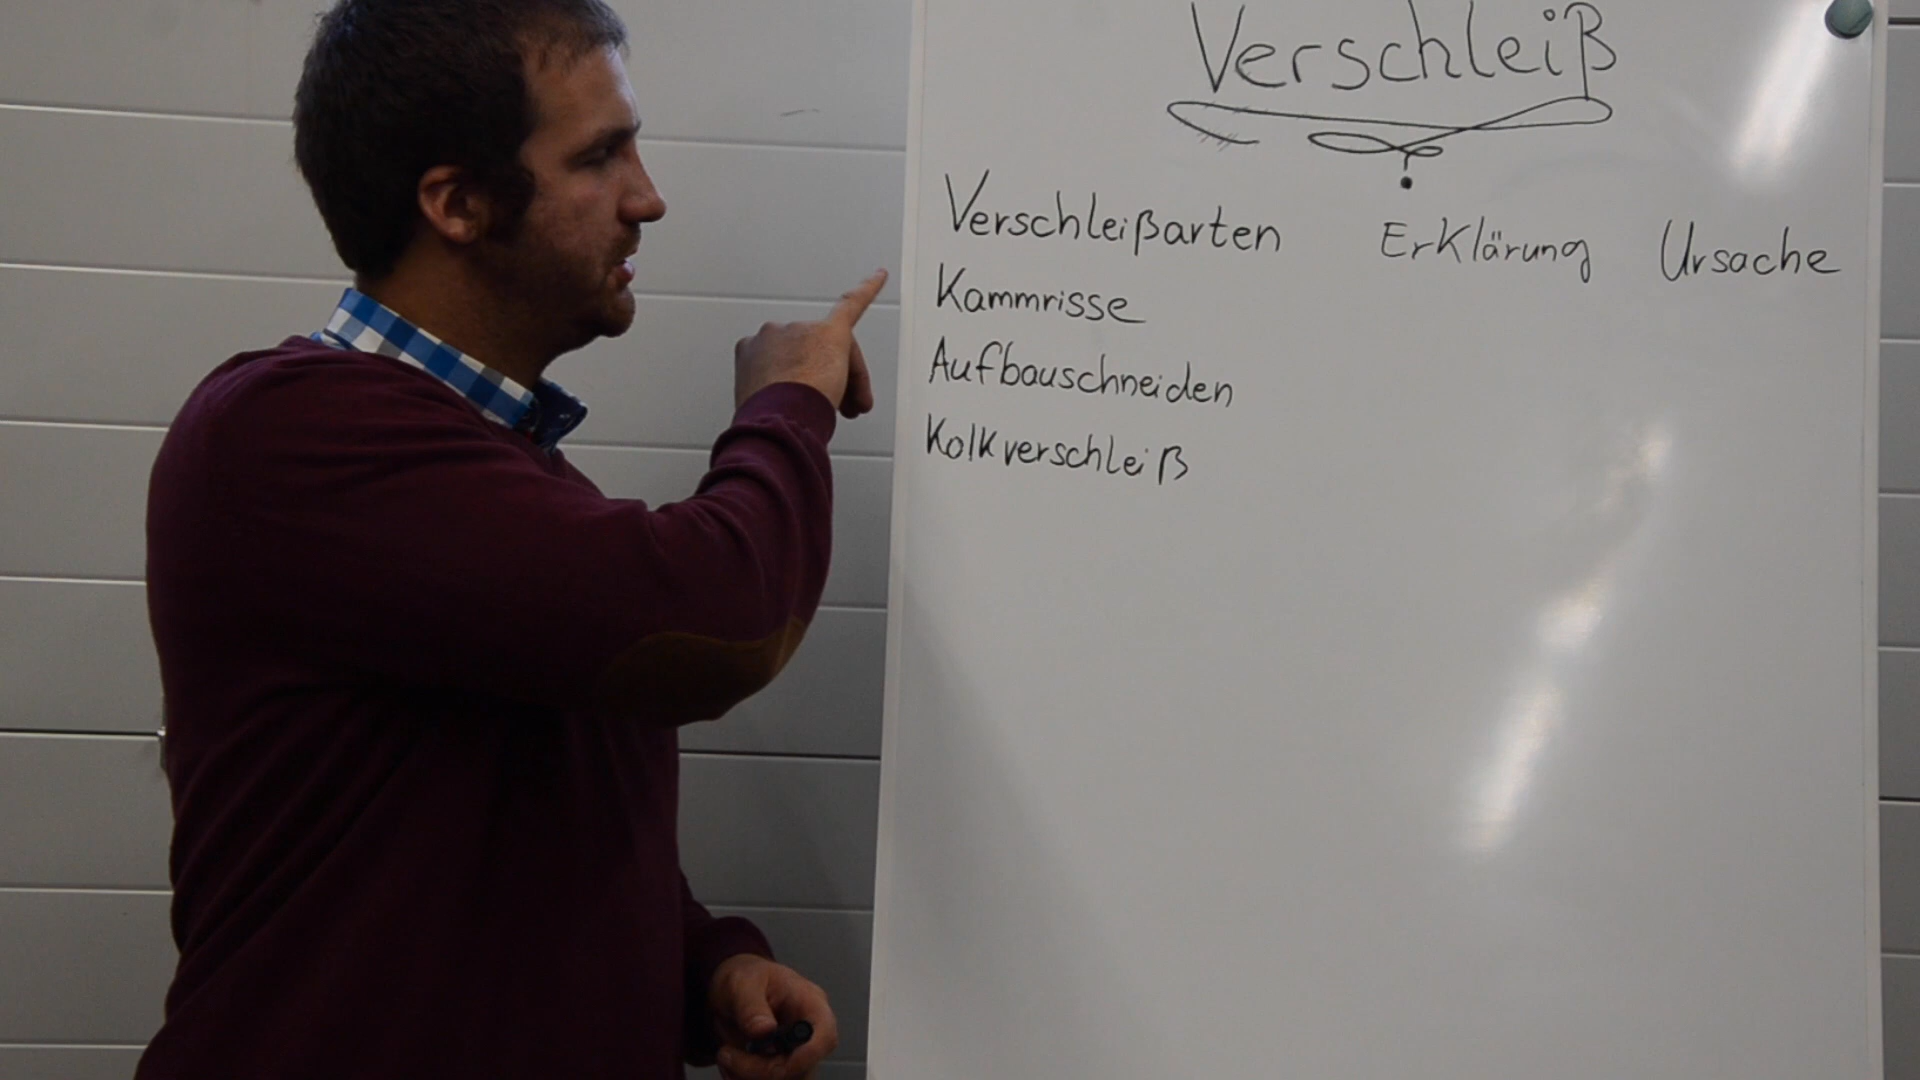 Verschleiß
Verschleißarten Erklärung Ursache
Kammrisse
Aufbauschneiden
Kolkverschleiß